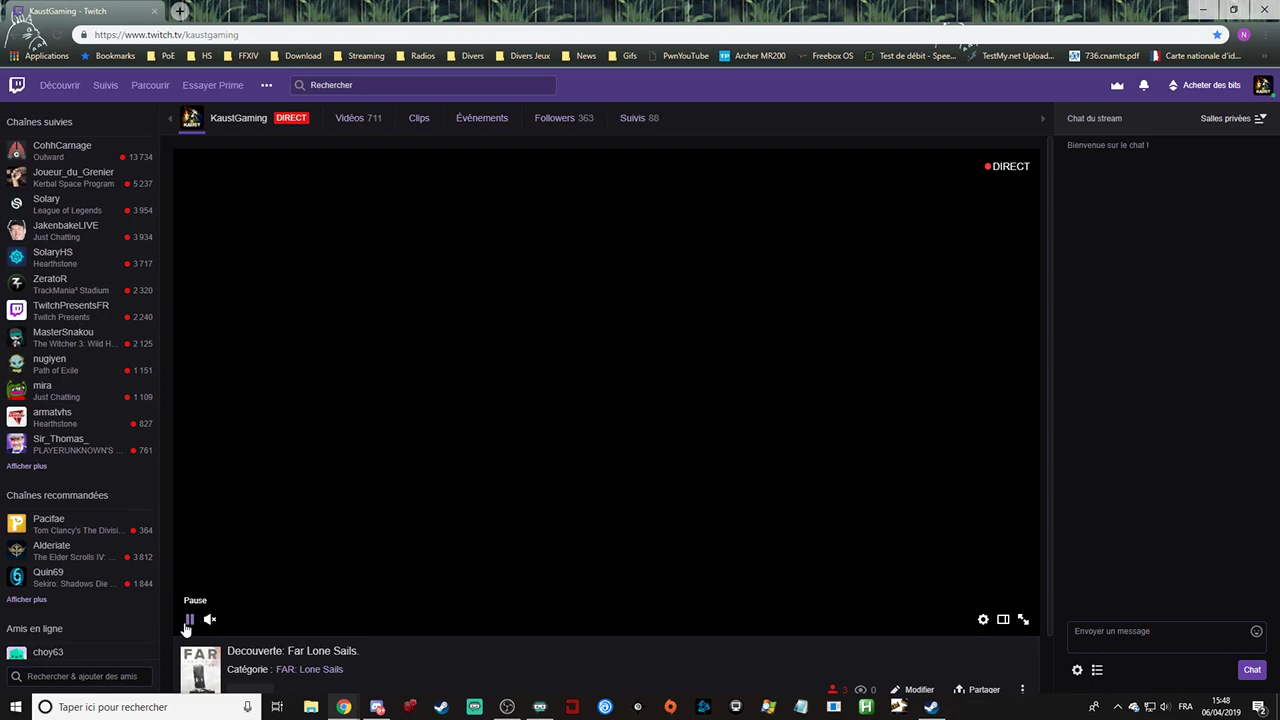 KaustGaming - Twitch
https://www.twitch.tv/kaustgaming
N
Applications
Bookmarks
PoE
HS
FFXIV
Download
Streaming
Radios
Divers
Divers Jeux
News
Gifs
PwnYouTube
Archer MR200
Freebox OS
Test de débit - Spee...
TestMy.net Upload...
736.cnamts.pdf
Carte nationale d'id...
Découvrir
Suivis
Parcourir
Essayer Prime
Rechercher
Acheter des bits
Chaînes suivies
KaustGaming
DIRECT
Vidéos 711
Clips
Événements
Followers 363
Suivis 88
Chat du stream
Salles privées
Bienvenue sur le chat !
CohhCarnage
Outward
13 734
Joueur_du_Grenier
Kerbal Space Program
5 237
Solary
League of Legends
3 954
JakenbakeLIVE
Just Chatting
3 934
SolaryHS
Hearthstone
3 717
ZeratoR
TrackMania² Stadium
2 320
TwitchPresentsFR
Twitch Presents
2 240
MasterSnakou
The Witcher 3: Wild H...
2 125
nugiyen
Path of Exile
1 151
mira
Just Chatting
1 109
armatvhs
Hearthstone
827
Sir_Thomas_
PLAYERUNKNOWN'S ...
761
Afficher plus
Chaînes recommandées
Pacifae
Tom Clancy's The Divisi...
364
Alderiate
The Elder Scrolls IV: ...
3 812
Quin69
Sekiro: Shadows Die ...
1 844
Afficher plus
Amis en ligne
choy63
Rechercher & ajouter des amis
DIRECT
Pause
FAR
Decouverte: Far Lone Sails.
Catégorie : FAR: Lone Sails
3
0
Modifier
Partager
Envoyer un message
Chat
Taper ici pour rechercher
FRA
15:48
06/04/2019